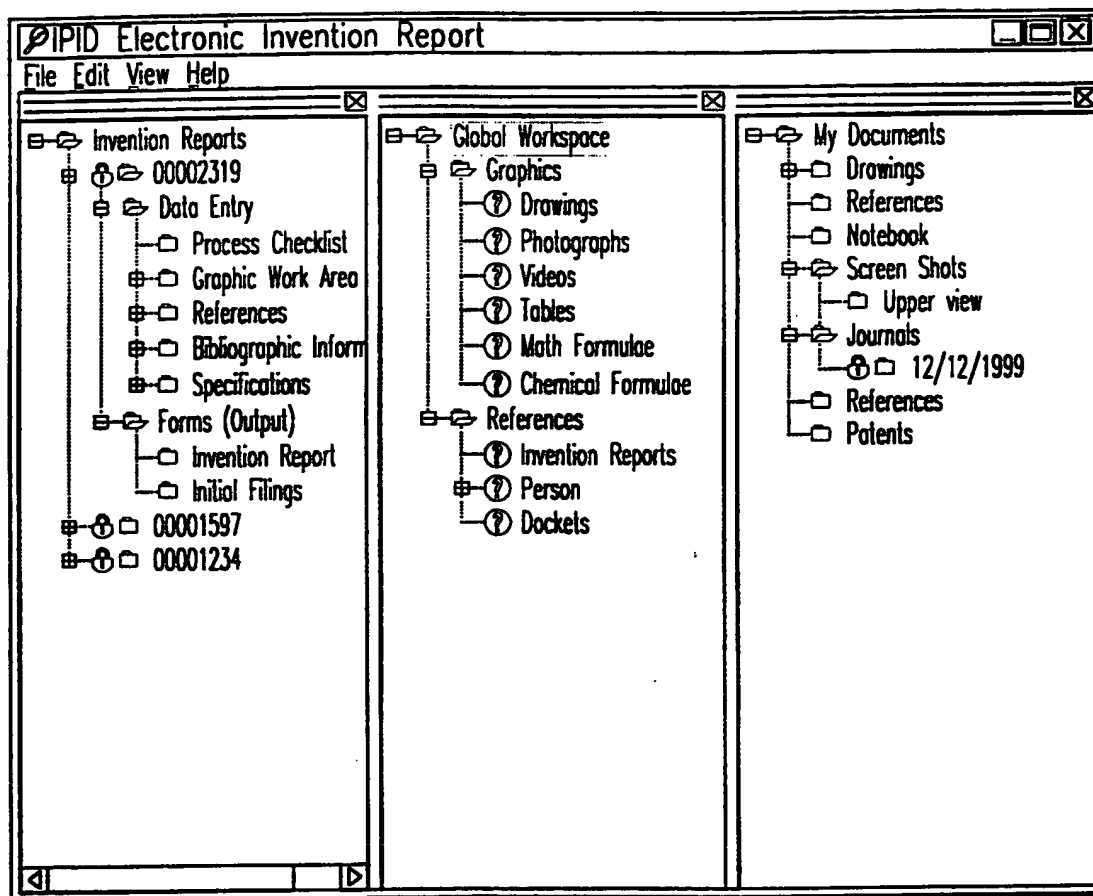 IPID Electronic Invention Report
File Edit View Help
Invention Reports
00002319
Data Entry
Process Checklist
Graphic Work Area
References
Bibliographic Inform
Specifications
Forms (Output)
Invention Report
Initial Filings
00001597
00001234
Global Workspace
Graphics
Drawings
Photographs
Videos
Tables
Math Formulae
Chemical Formulae
References
Invention Reports
Person
Dockets
My Documents
Drawings
References
Notebook
Screen Shots
Upper view
Journals
12/12/1999
References
Patents